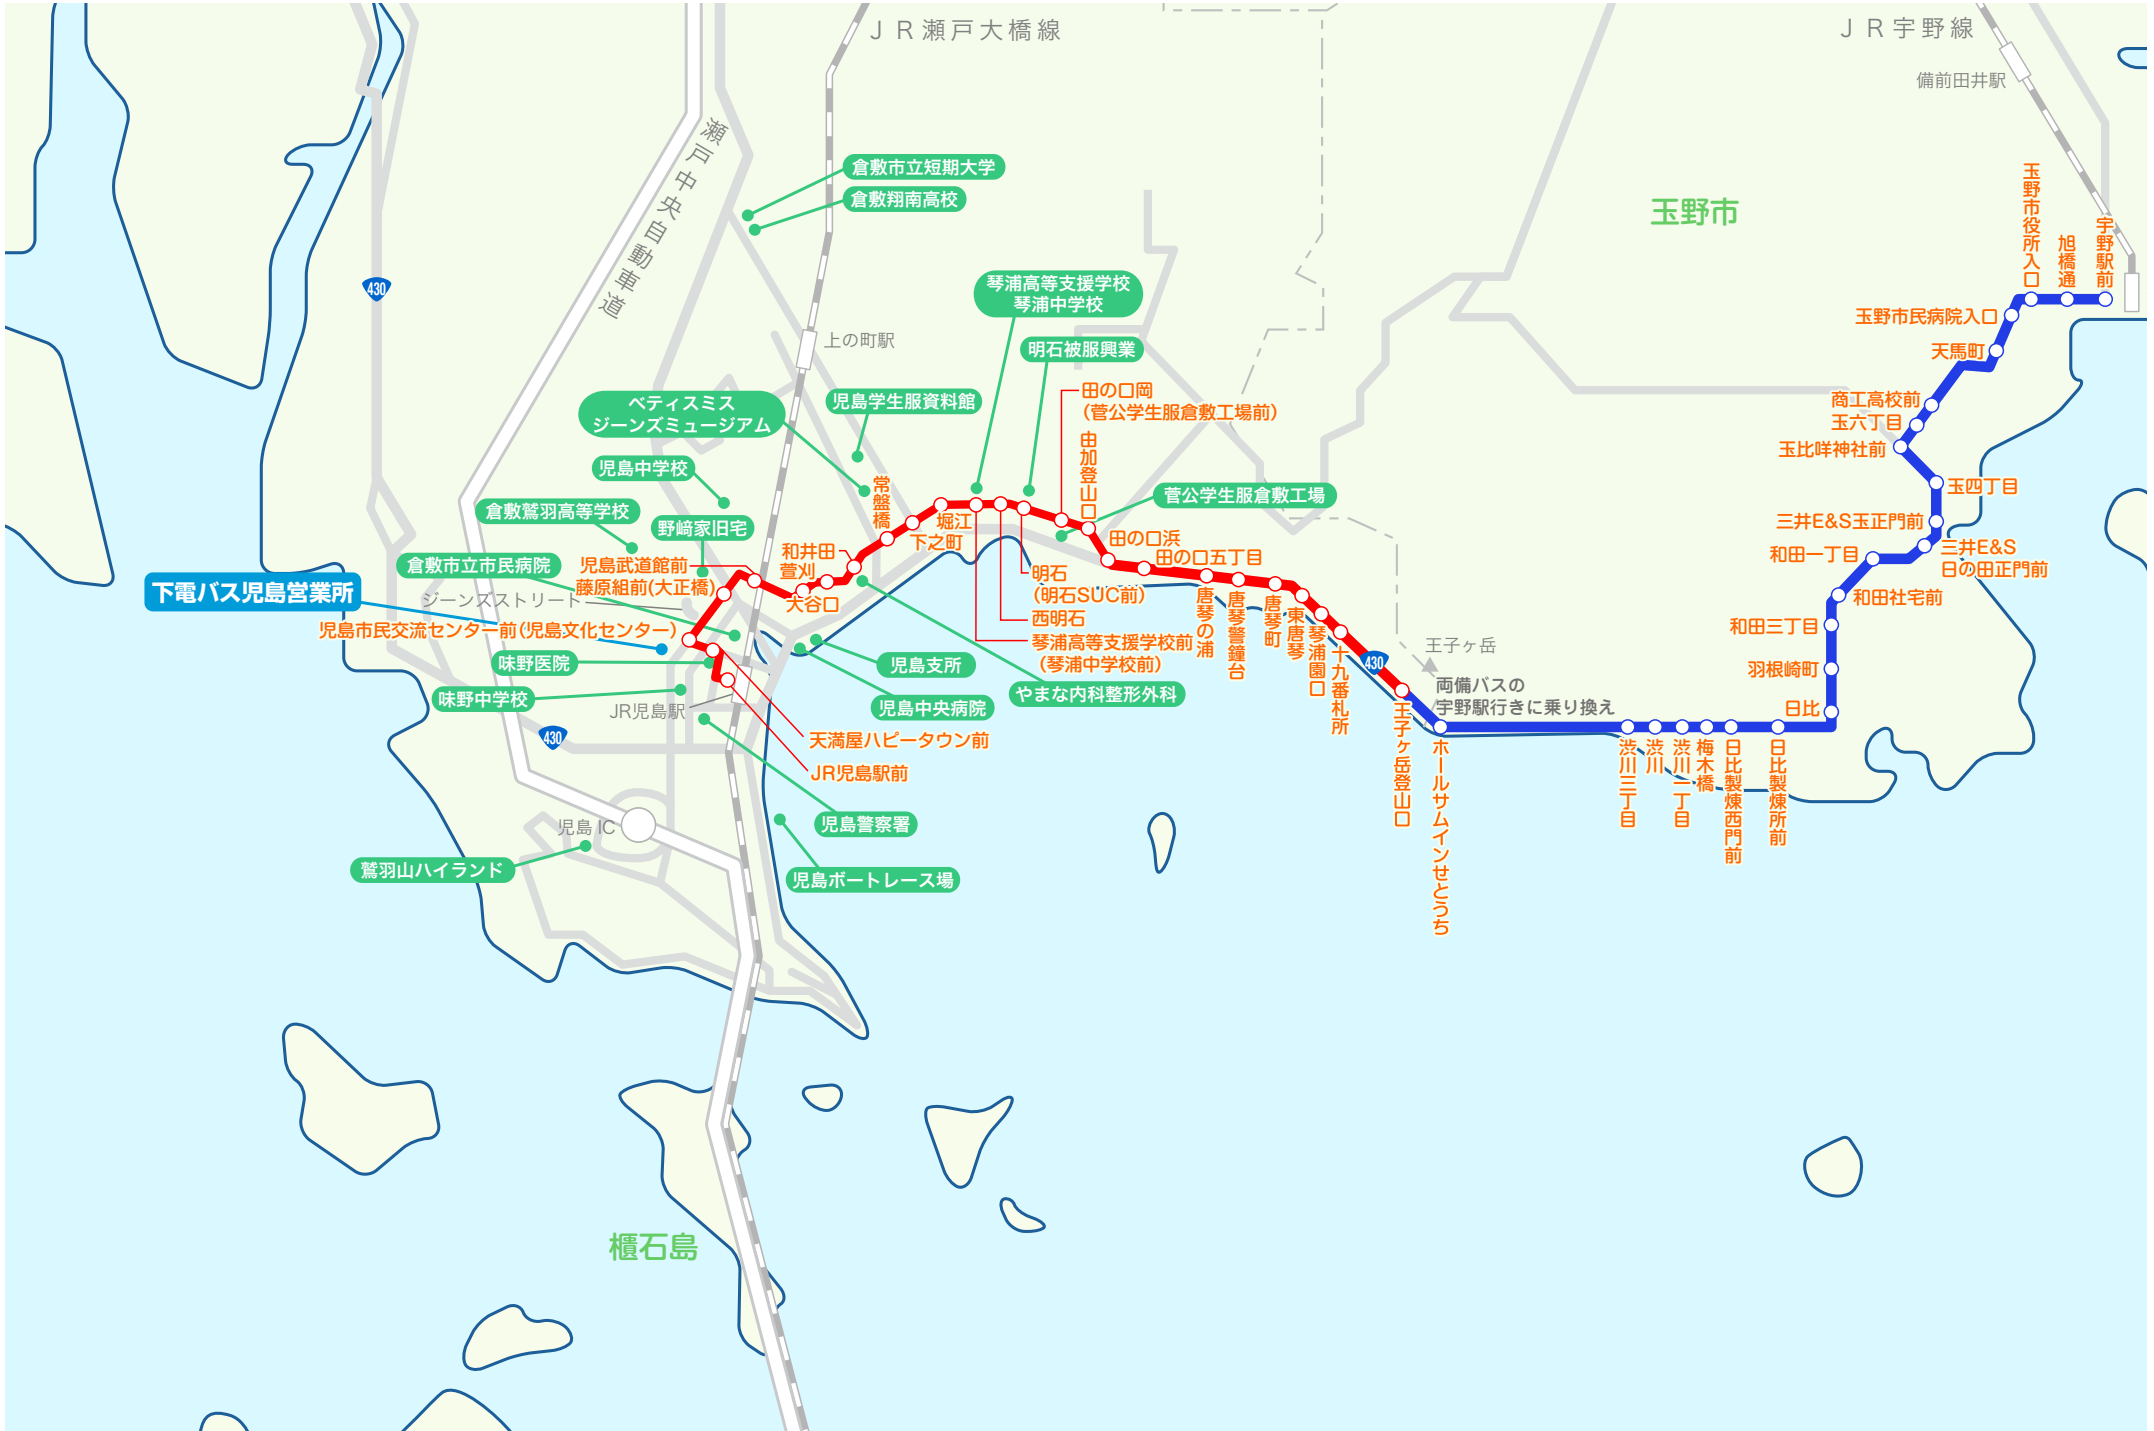 ＪＲ瀬戸大橋線
ＪＲ宇野線
備前田井駅
瀬戸中央自動車道
倉敷市立短期大学
倉敷翔南高校
玉野市
玉野市役所入口
旭橋通
宇野駅前
430
琴浦高等支援学校
琴浦中学校
玉野市民病院入口
上の町駅
明石被服興業
天馬町
田の口岡
(菅公学生服倉敷工場前)
ベティスミス
ジーンズミュージアム
児島学生服資料館
商工高校前
玉六丁目
由加登山口
玉比咩神社前
児島中学校
常盤橋
菅公学生服倉敷工場
玉四丁目
倉敷鷲羽高等学校
野﨑家旧宅
堀江
下之町
三井E&S玉正門前
田の口浜
田の口五丁目
和田一丁目
三井E&S
日の田正門前
倉敷市立市民病院
児島武道館前
藤原組前(大正橋)
和井田
萱刈
大谷口
明石
(明石SUC前)
西明石
琴浦高等支援学校前
(琴浦中学校前)
下電バス児島営業所
ジーンズストリート
児島市民交流センター前(児島文化センター)
唐琴の浦
唐琴警鐘台
唐琴町
東唐琴
琴浦園口
十九番札所
430
王子ヶ岳
両備バスの
宇野駅行きに乗り換え
和田社宅前
和田三丁目
羽根崎町
日比
味野医院
児島支所
味野中学校
JR児島駅
児島中央病院
やまな内科整形外科
430
天満屋ハピータウン前
JR児島駅前
王子ヶ岳登山口
ホールサムインせとうち
渋川三丁目
渋川
渋川一丁目
梅木橋
日比製煉西門前
日比製煉所前
児島 IC
児島警察署
鷲羽山ハイランド
児島ボートレース場
櫃石島